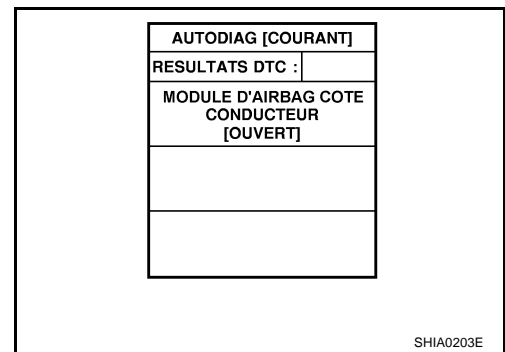 AUTODIAG [COURANT]
RESULTATS DTC :
MODULE D'AIRBAG COTE
CONDUCTEUR
[OUVERT]
SHIA0203E